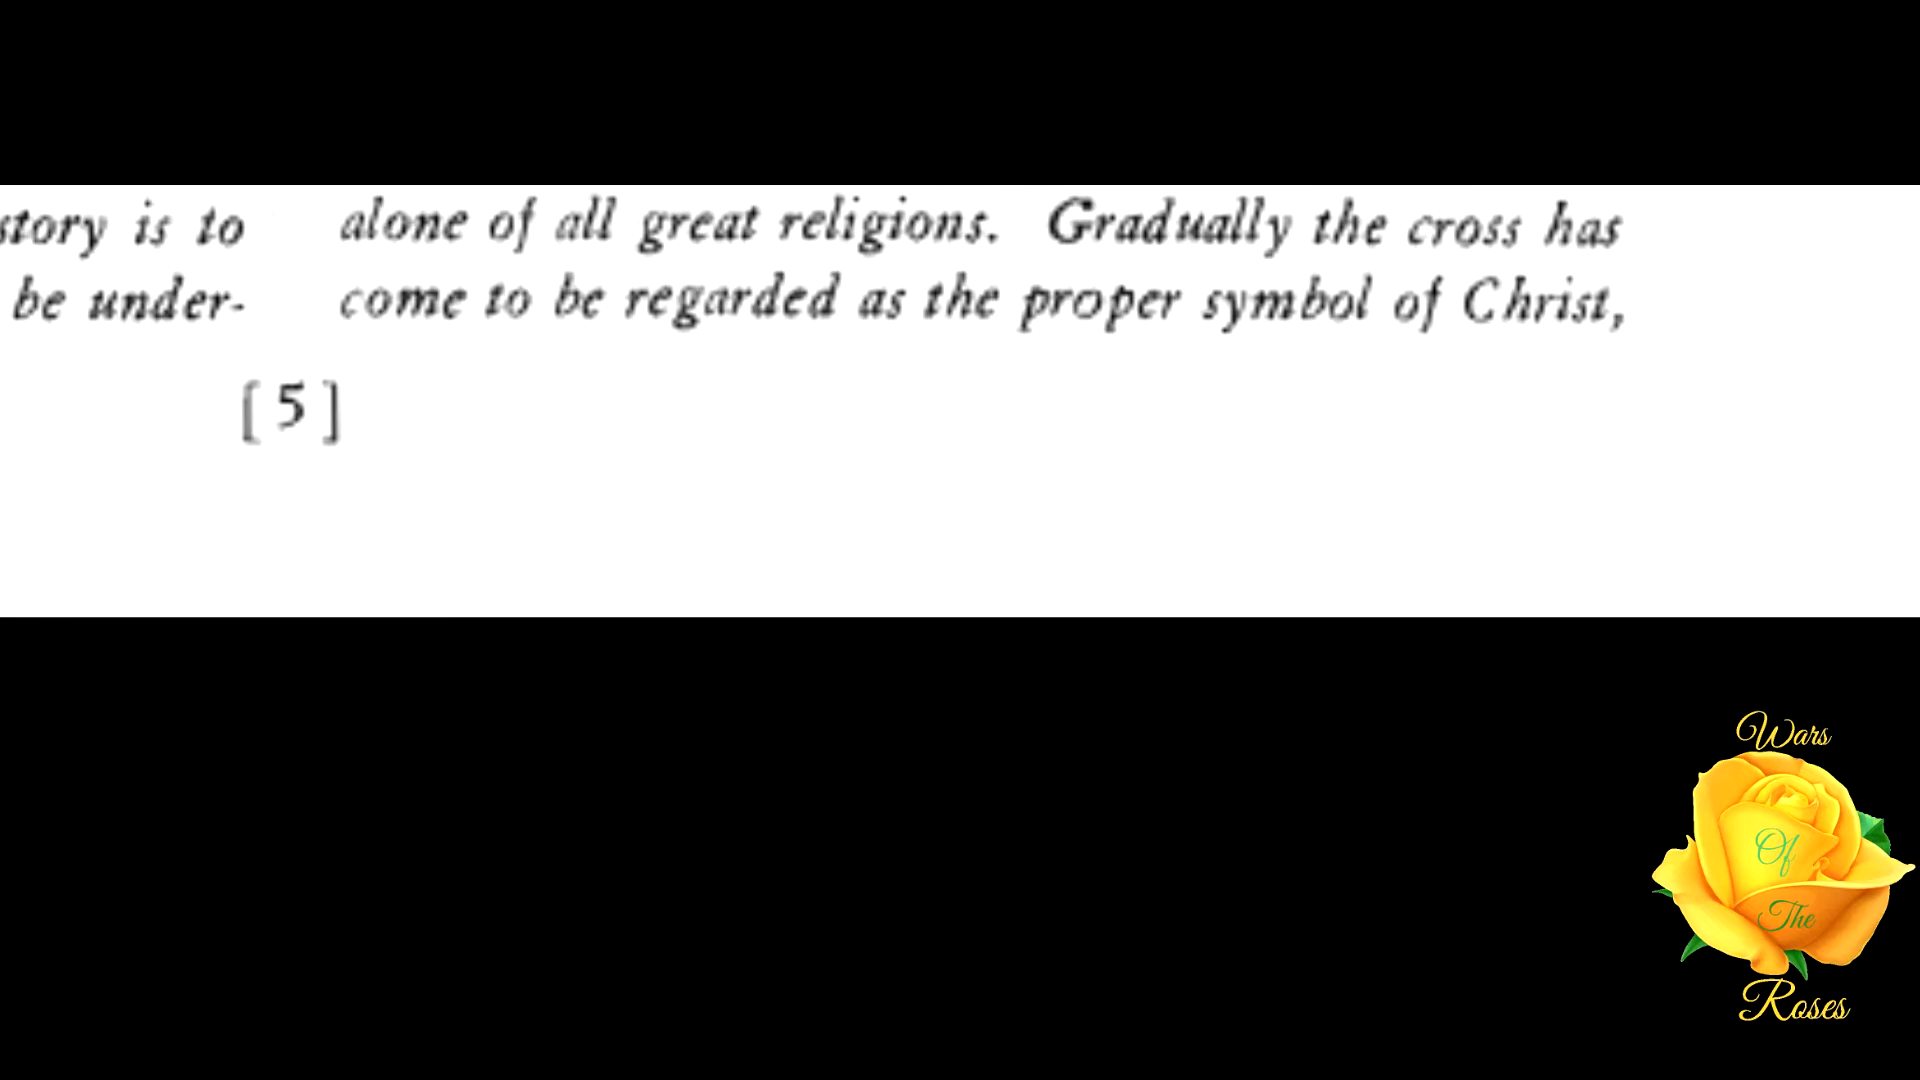 story is to
be under-
alone of all great religions. Gradually the cross has
come to be regarded as the proper symbol of Christ,
[ 5 ]
Wars
Of
The
Roses